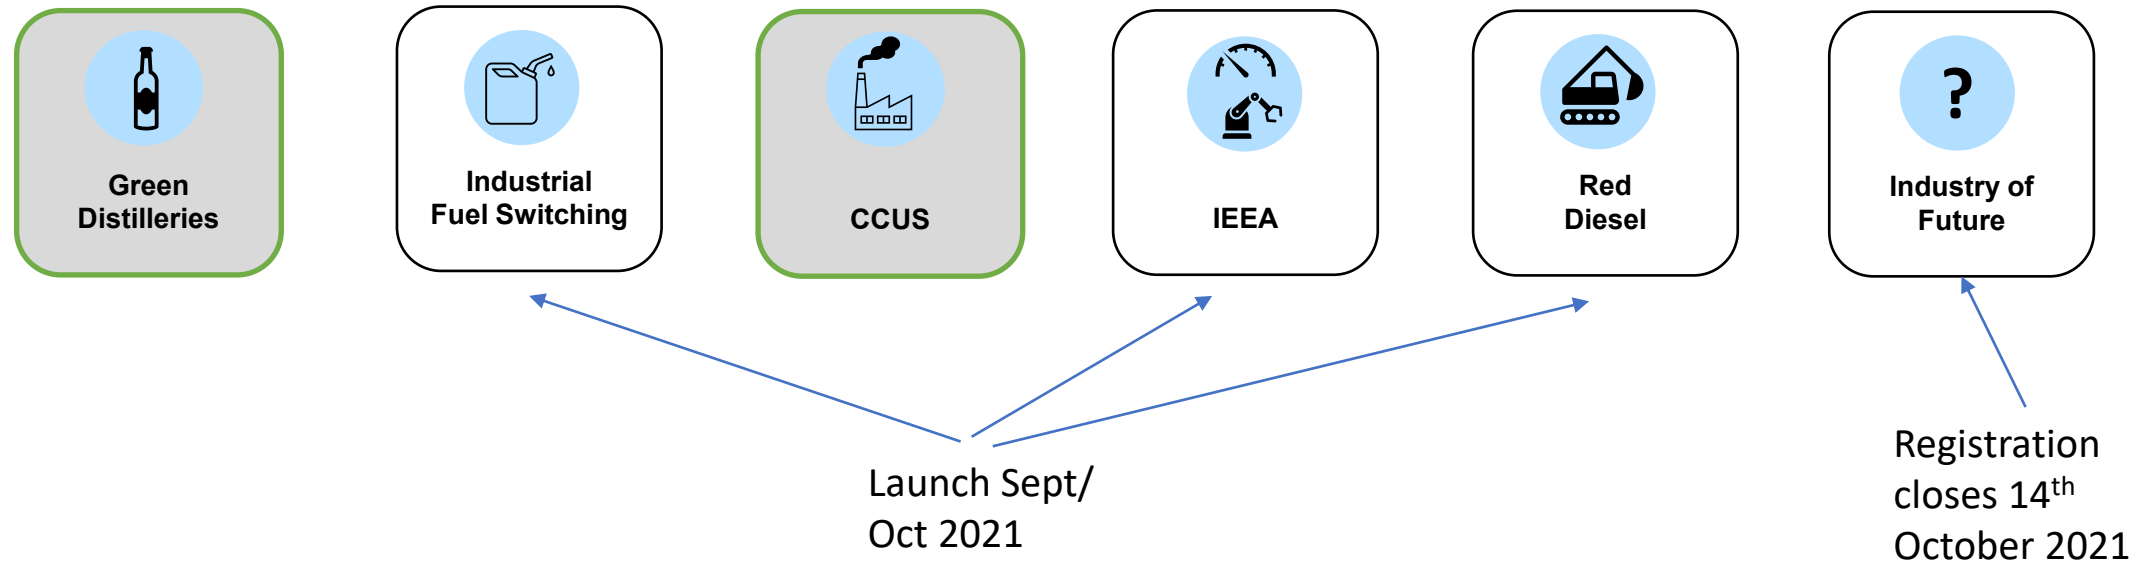 Green
Distilleries
Industrial
Fuel Switching
CCUS
IEEA
Red
Diesel
?
Industry of
Future
Launch Sept/
Oct 2021
Registration
closes 14th
October 2021